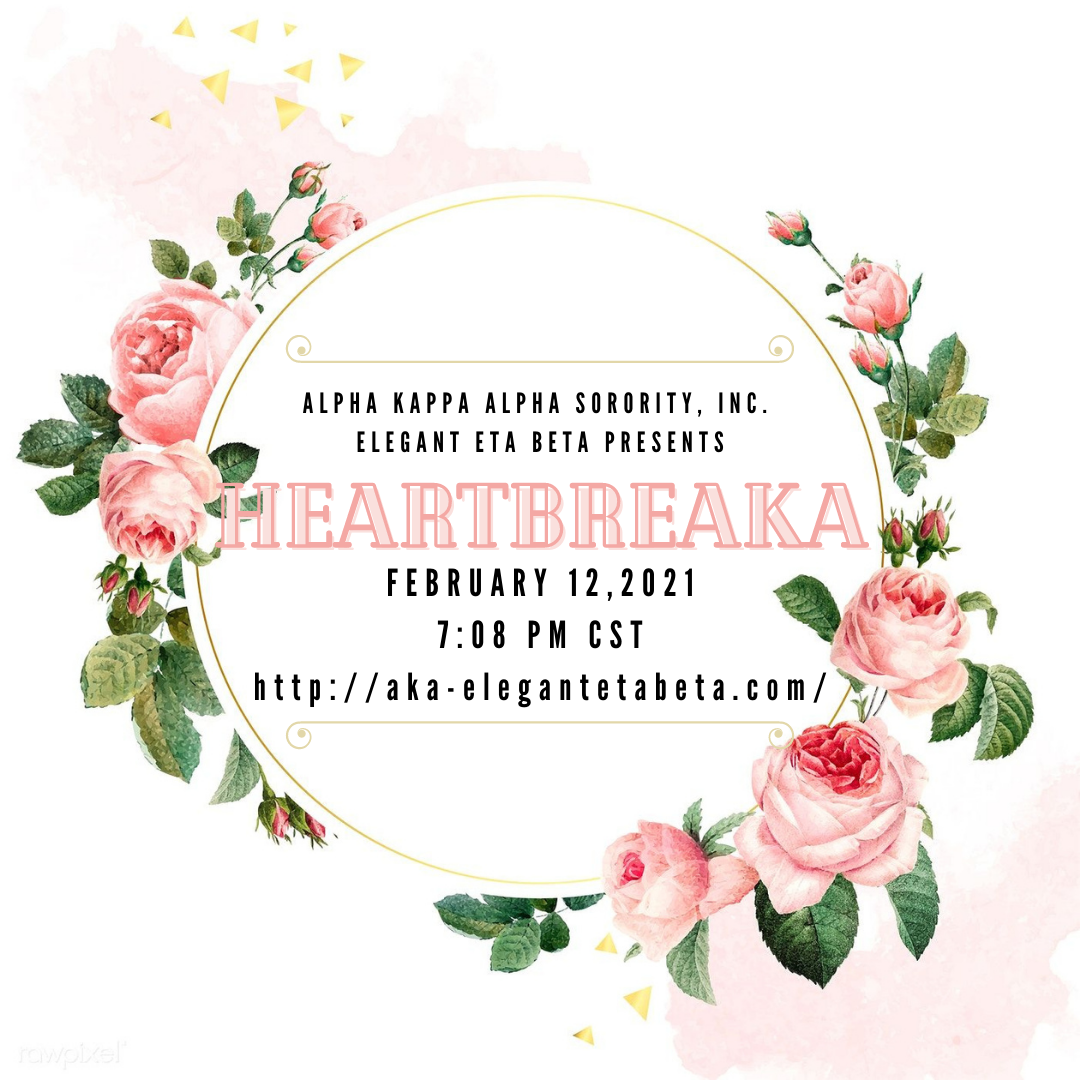 ALPHA KAPPA ALPHA SORORITY, INC.
ELEGANT ETA BETA PRESENTS
HEARTBREAKA
FEBRUARY 12,2021
7:08 PM CST
http://aka-elegantetabeta.com/
rawpixel